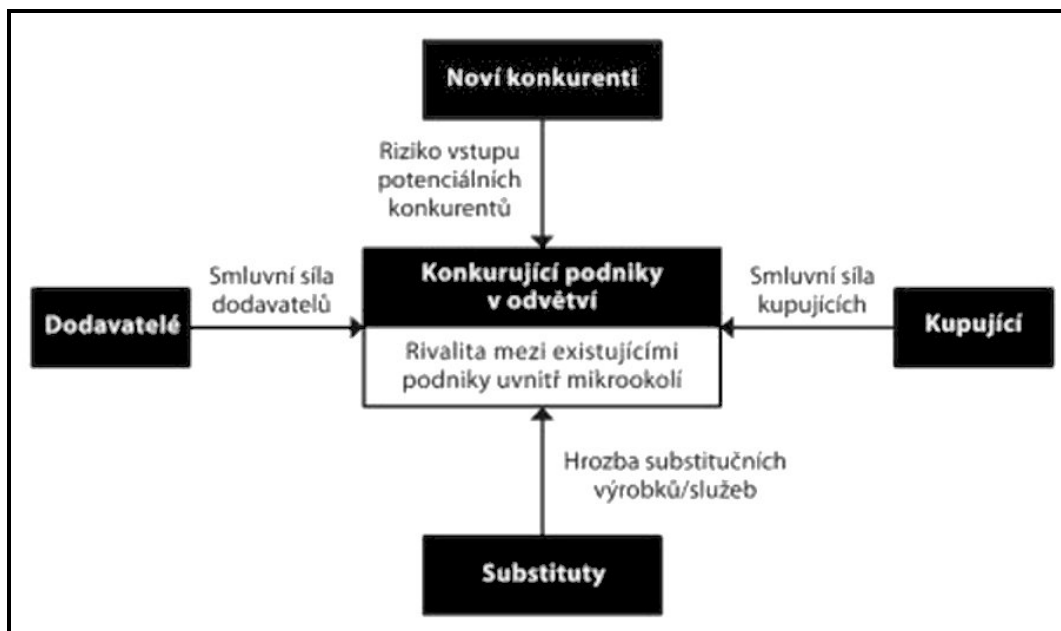 Noví konkurenti
Riziko vstupu
potenciálních
konkurentů
Smluvní síla
dodavatelů
Konkurující podniky
v odvětví
Smluvní síla
kupujících
Dodavatelé
Kupující
Rivalita mezi existujícími
podniky uvnitř mikrookolí
Hrozba substitučních
výrobků/služeb
Substituty